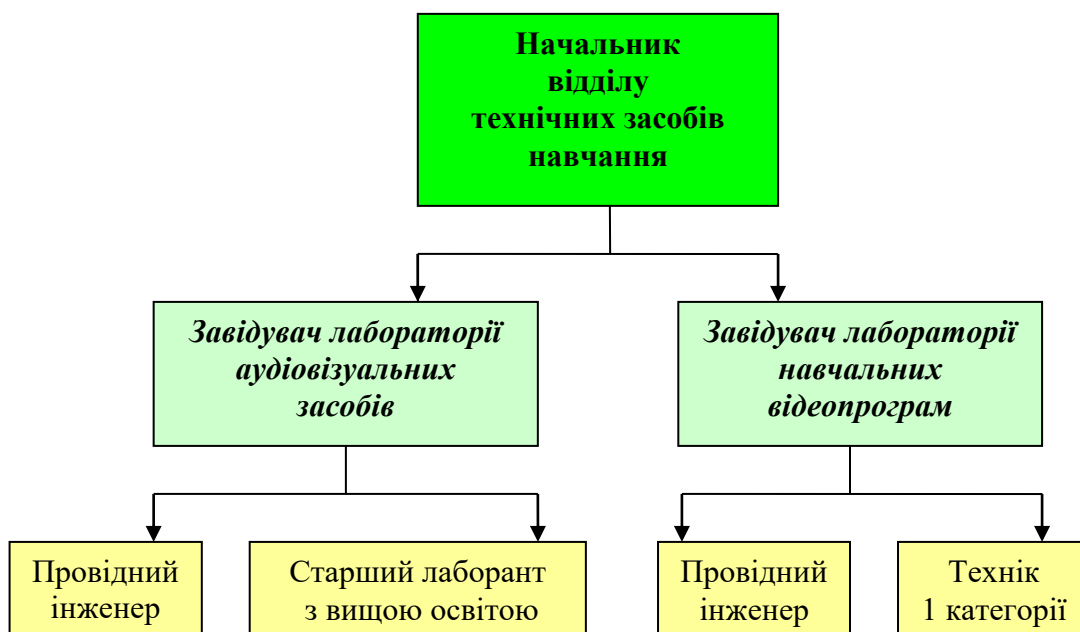 Начальник
відділу
технічних засобів
навчання
Завідувач лабораторії
аудіовізуальних
засобів
Завідувач лабораторії
навчальних
відеопрограм
Провідний
інженер
Старший лаборант
з вищою освітою
Провідний
інженер
Технік
1 категорії